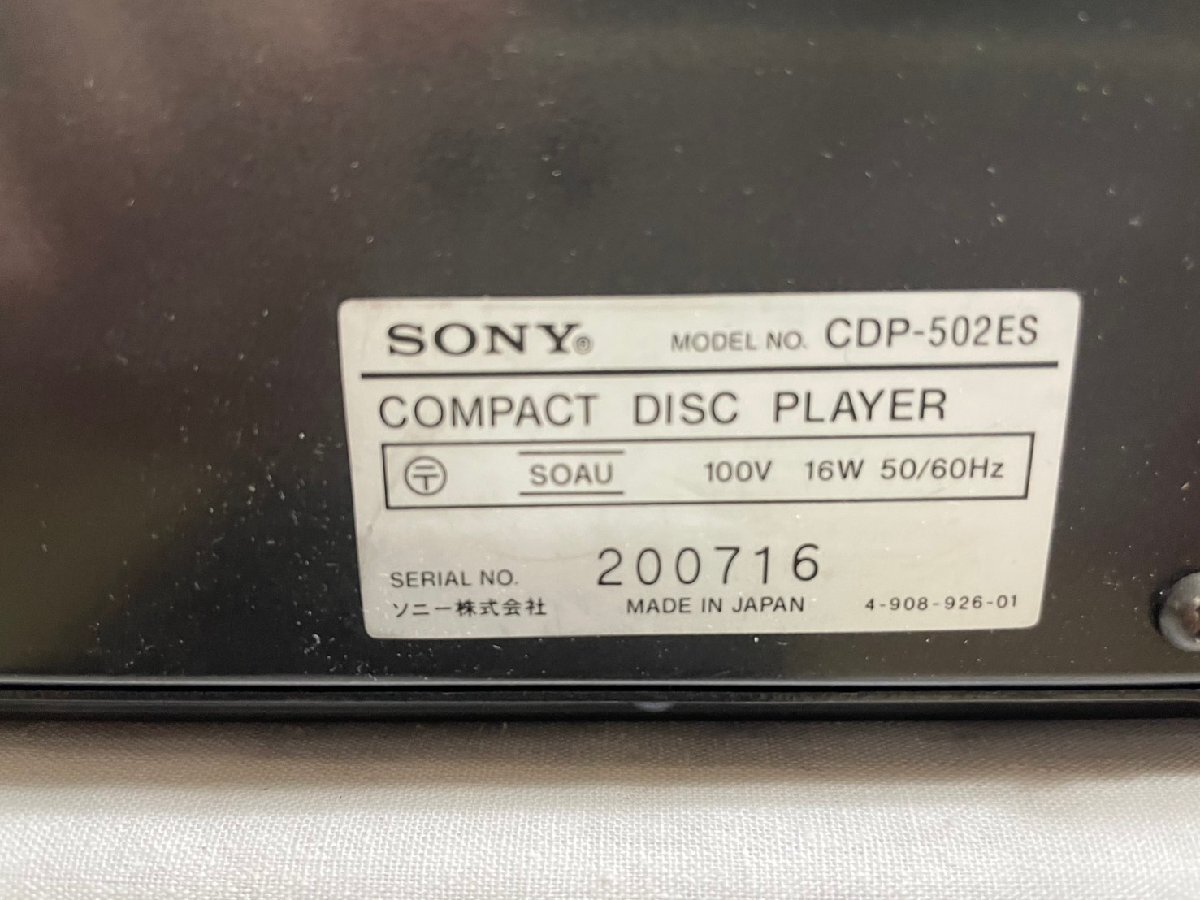 SONY® MODEL NO. CDP-502ES
COMPACT DISC PLAYER
〒 SOAU 100V 16W 50/60Hz
SERIAL NO. 200716
ソニー株式会社 MADE IN JAPAN 4-908-926-01